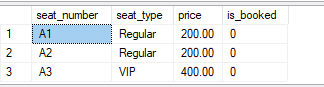 seat_number seat_type price is_booked
1 A1 Regular 200.00 0
2 A2 Regular 200.00 0
3 A3 VIP 400.00 0